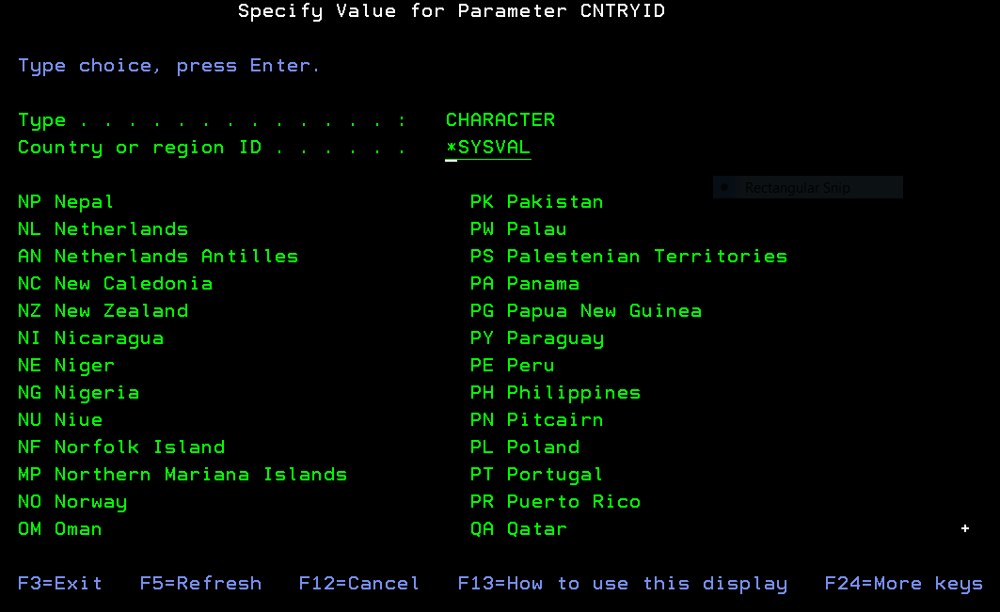 Specify Value for Parameter CNTRYID
Type choice, press Enter.
Type . . . . . . . . . . . . . :   CHARACTER
Country or region ID . . . . . .   *SYSVAL
Rectangular Snip
NP Nepal   PK Pakistan
NL Netherlands   PW Palau
AN Netherlands Antilles   PS Palestenian Territories
NC New Caledonia   PA Panama
NZ New Zealand   PG Papua New Guinea
NI Nicaragua   PY Paraguay
NE Niger   PE Peru
NG Nigeria   PH Philippines
NU Niue   PN Pitcairn
NF Norfolk Island   PL Poland
MP Northern Mariana Islands   PT Portugal
NO Norway   PR Puerto Rico
OM Oman   QA Qatar   +
F3=Exit   F5=Refresh   F12=Cancel   F13=How to use this display   F24=More keys